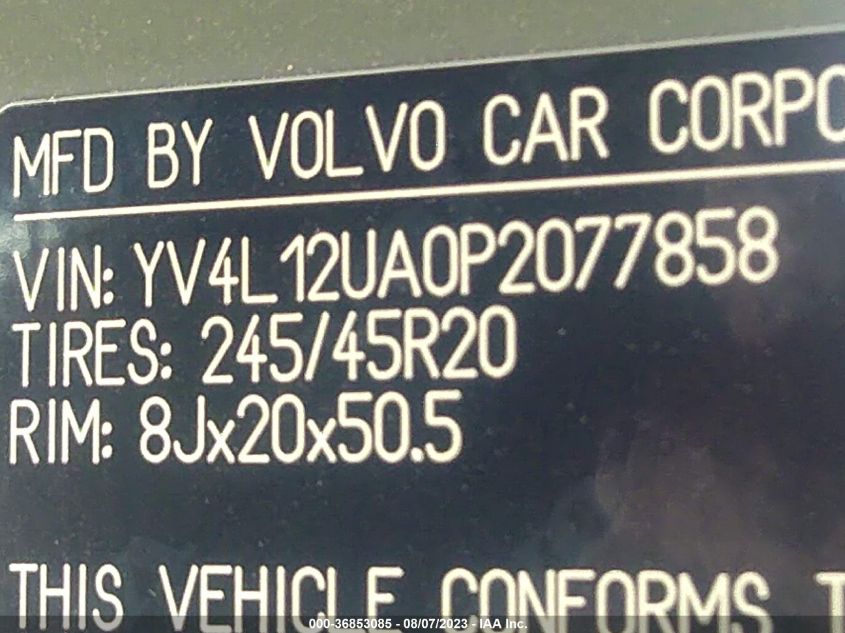 MFD BY VOLVO CAR CORPO
VIN: YV4L12UA0P2077858
TIRES: 245/45R20
RIM: 8Jx20x50.5
THIS VEHICLE CONFORMS T
000-36853085 - 08/07/2023 - IAA Inc.